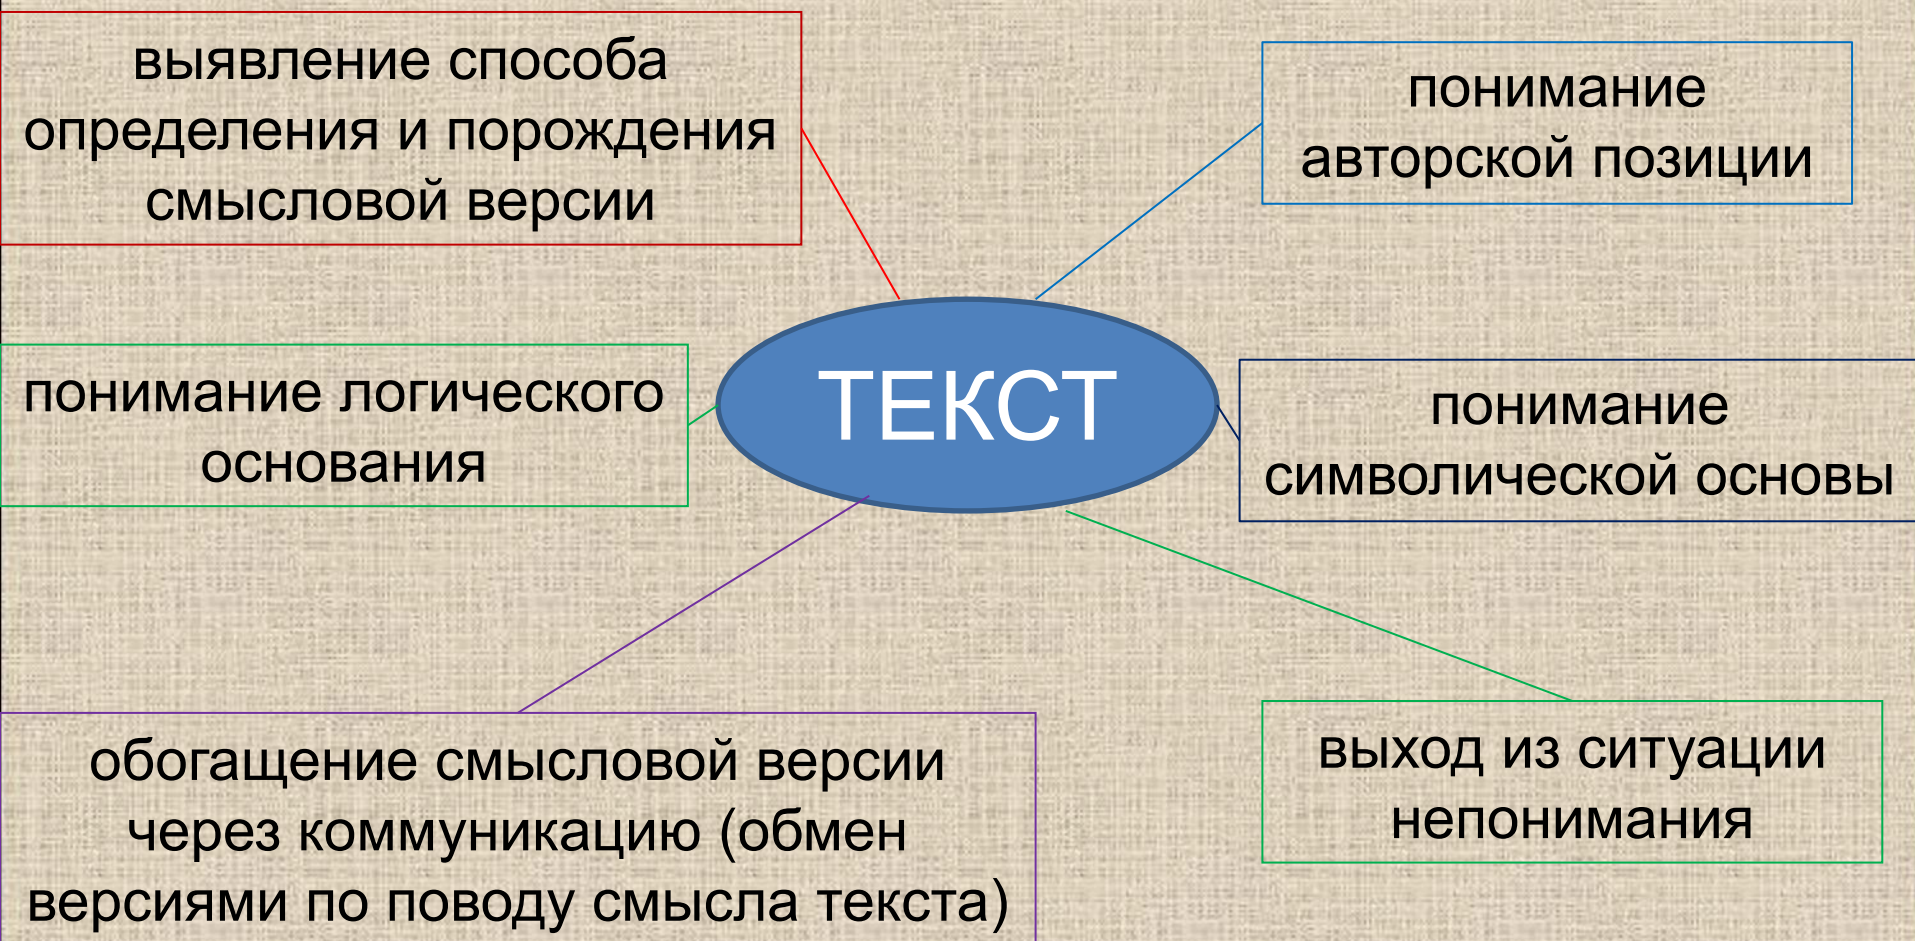 выявление способа
определения и порождения
смысловой версии
понимание
авторской позиции
понимание логического
основания
ТЕКСТ
понимание
символической основы
обогащение смысловой версии
через коммуникацию (обмен
версиями по поводу смысла текста)
выход из ситуации
непонимания